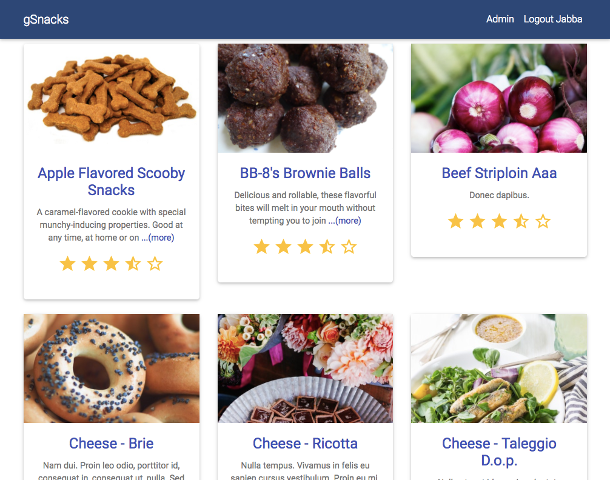 gSnacks
Admin Logout Jabba
Apple Flavored Scooby
Snacks
A caramel-flavored cookie with special
munchy-inducing properties. Good at
any time, at home or on ...(more)
BB-8's Brownie Balls
Delicious and rollable, these flavorful
bites will melt in your mouth without
tempting you to join ...(more)
Beef Striploin Aaa
Donec dapibus.
Cheese - Brie
Nam dui. Proin leo odio, porttitor id,
consequat in, consequat ut, nulla. Sed
Cheese - Ricotta
Nulla tempus. Vivamus in felis eu
sapien cursus vestibulum. Proin eu mi
Cheese - Taleggio
D.o.p.